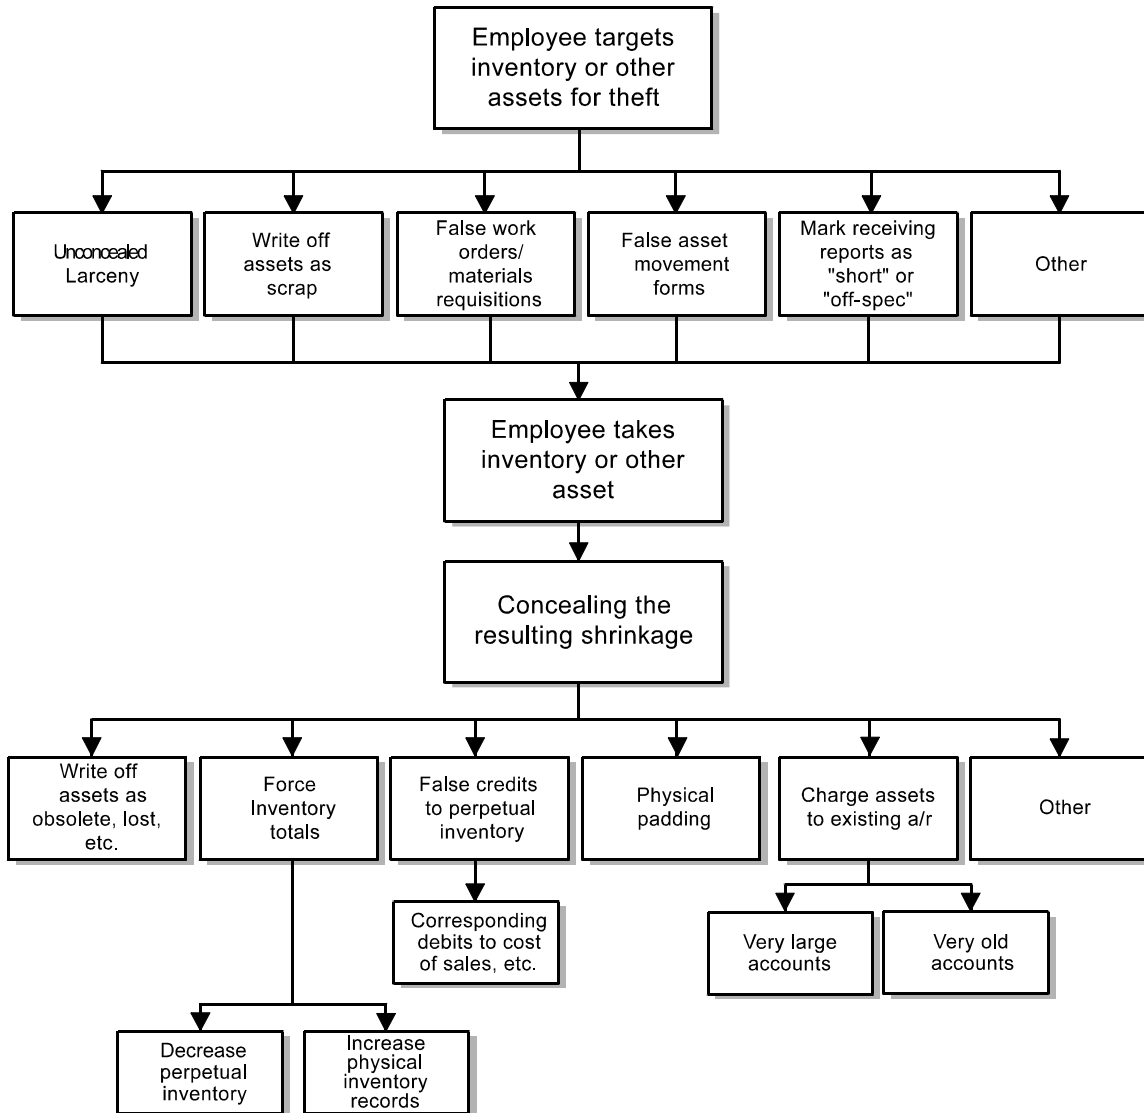 Employee targets
inventory or other
assets for theft
Unconcealed
Larceny
Write off
assets as
scrap
False work
orders/
materials
requisitions
False asset
movement
forms
Mark receiving
reports as
"short" or
"off-spec"
Other
Employee takes
inventory or other
asset
Concealing the
resulting shrinkage
Write off
assets as
obsolete, lost,
etc.
Force
Inventory
totals
False credits
to perpetual
inventory
Physical
padding
Charge assets
to existing a/r
Other
Corresponding
debits to cost
of sales, etc.
Very large
accounts
Very old
accounts
Decrease
perpetual
inventory
Increase
physical
inventory
records